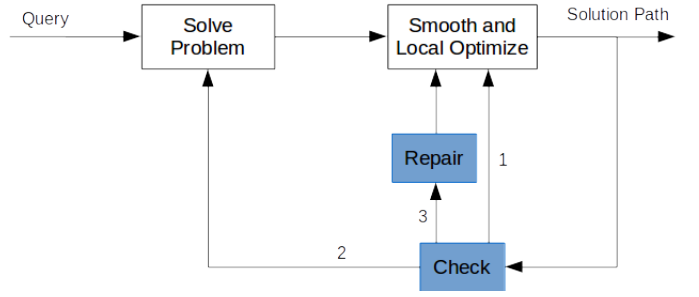 Query
Solve
Problem
Smooth and
Local Optimize
Solution Path
Repair
1
3
2
Check